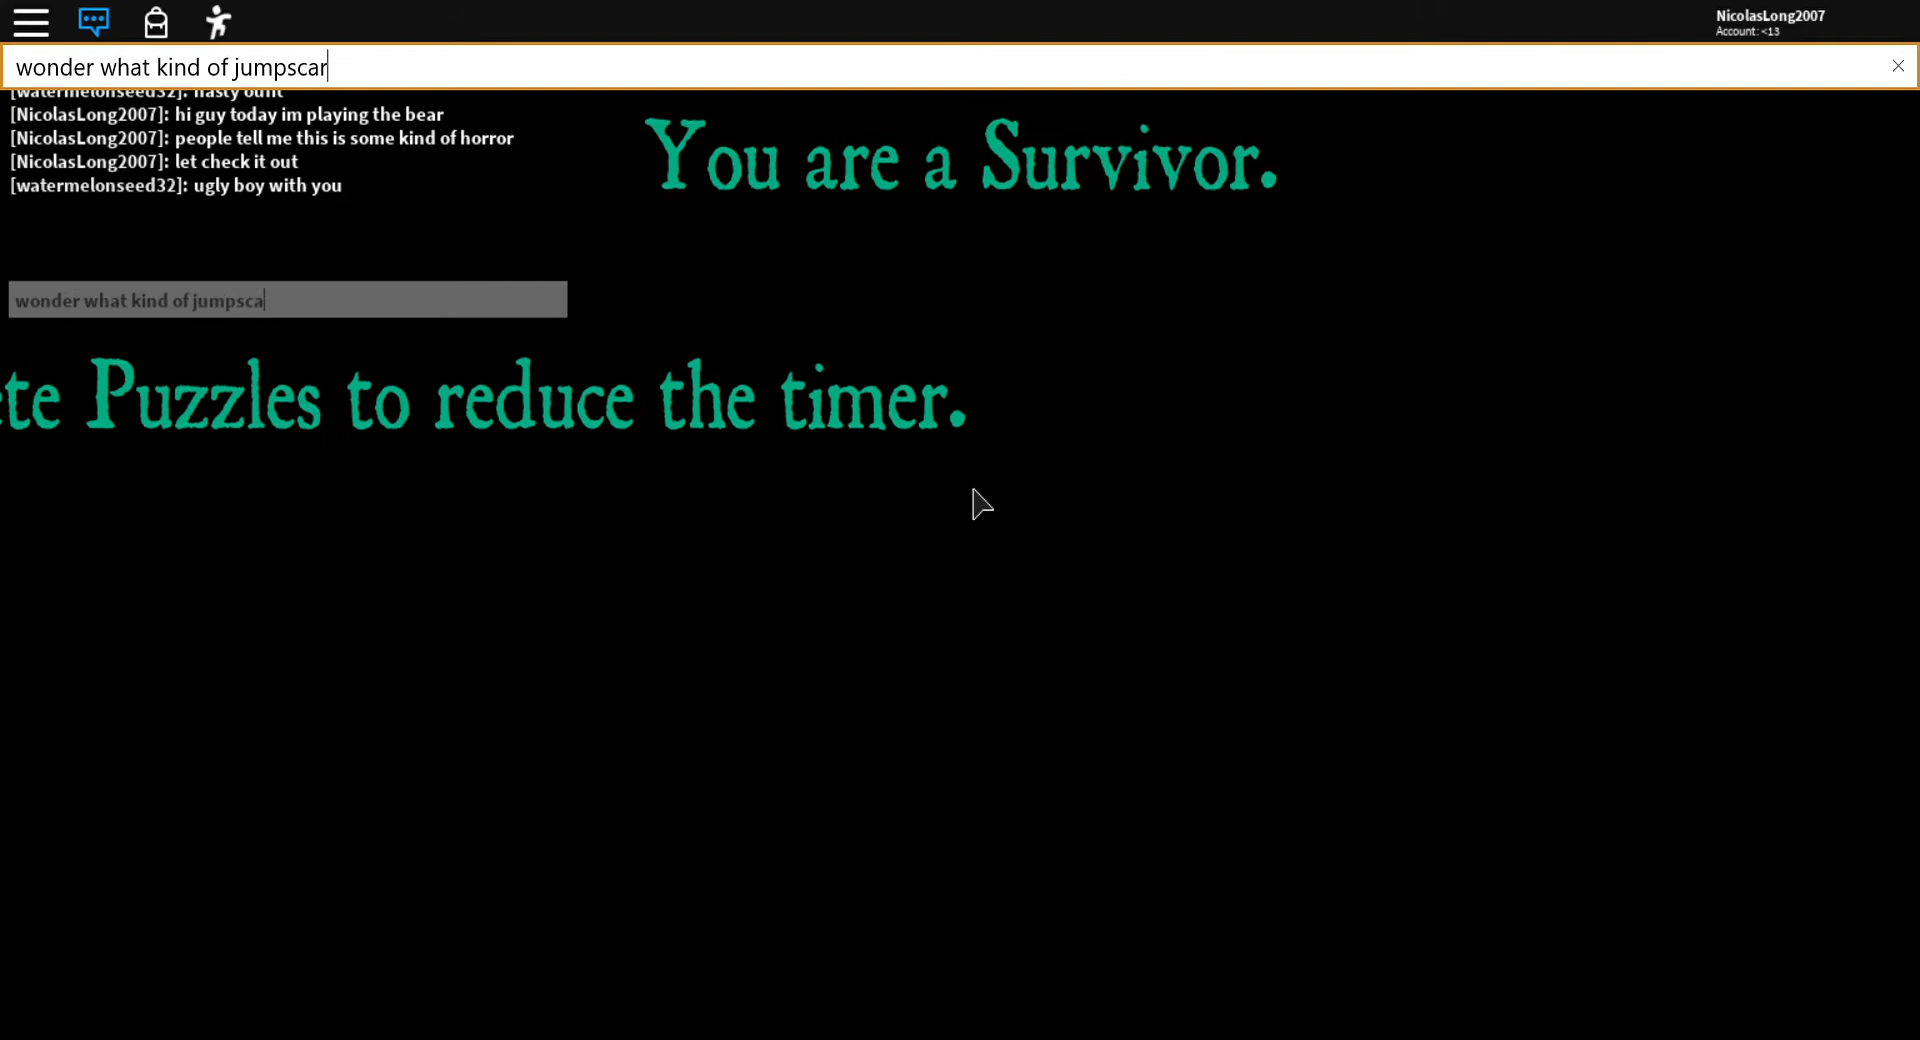 NicolasLong2007
Account: <13
wonder what kind of jumpscar
[watermelonseed32]: nasty
[NicolasLong2007]: hi guy today im playing the bear
[NicolasLong2007]: people tell me this is some kind of horror
[NicolasLong2007]: let check it out
[watermelonseed32]: ugly boy with you
You are a Survivor.
wonder what kind of jumpsca
te Puzzles to reduce the timer.